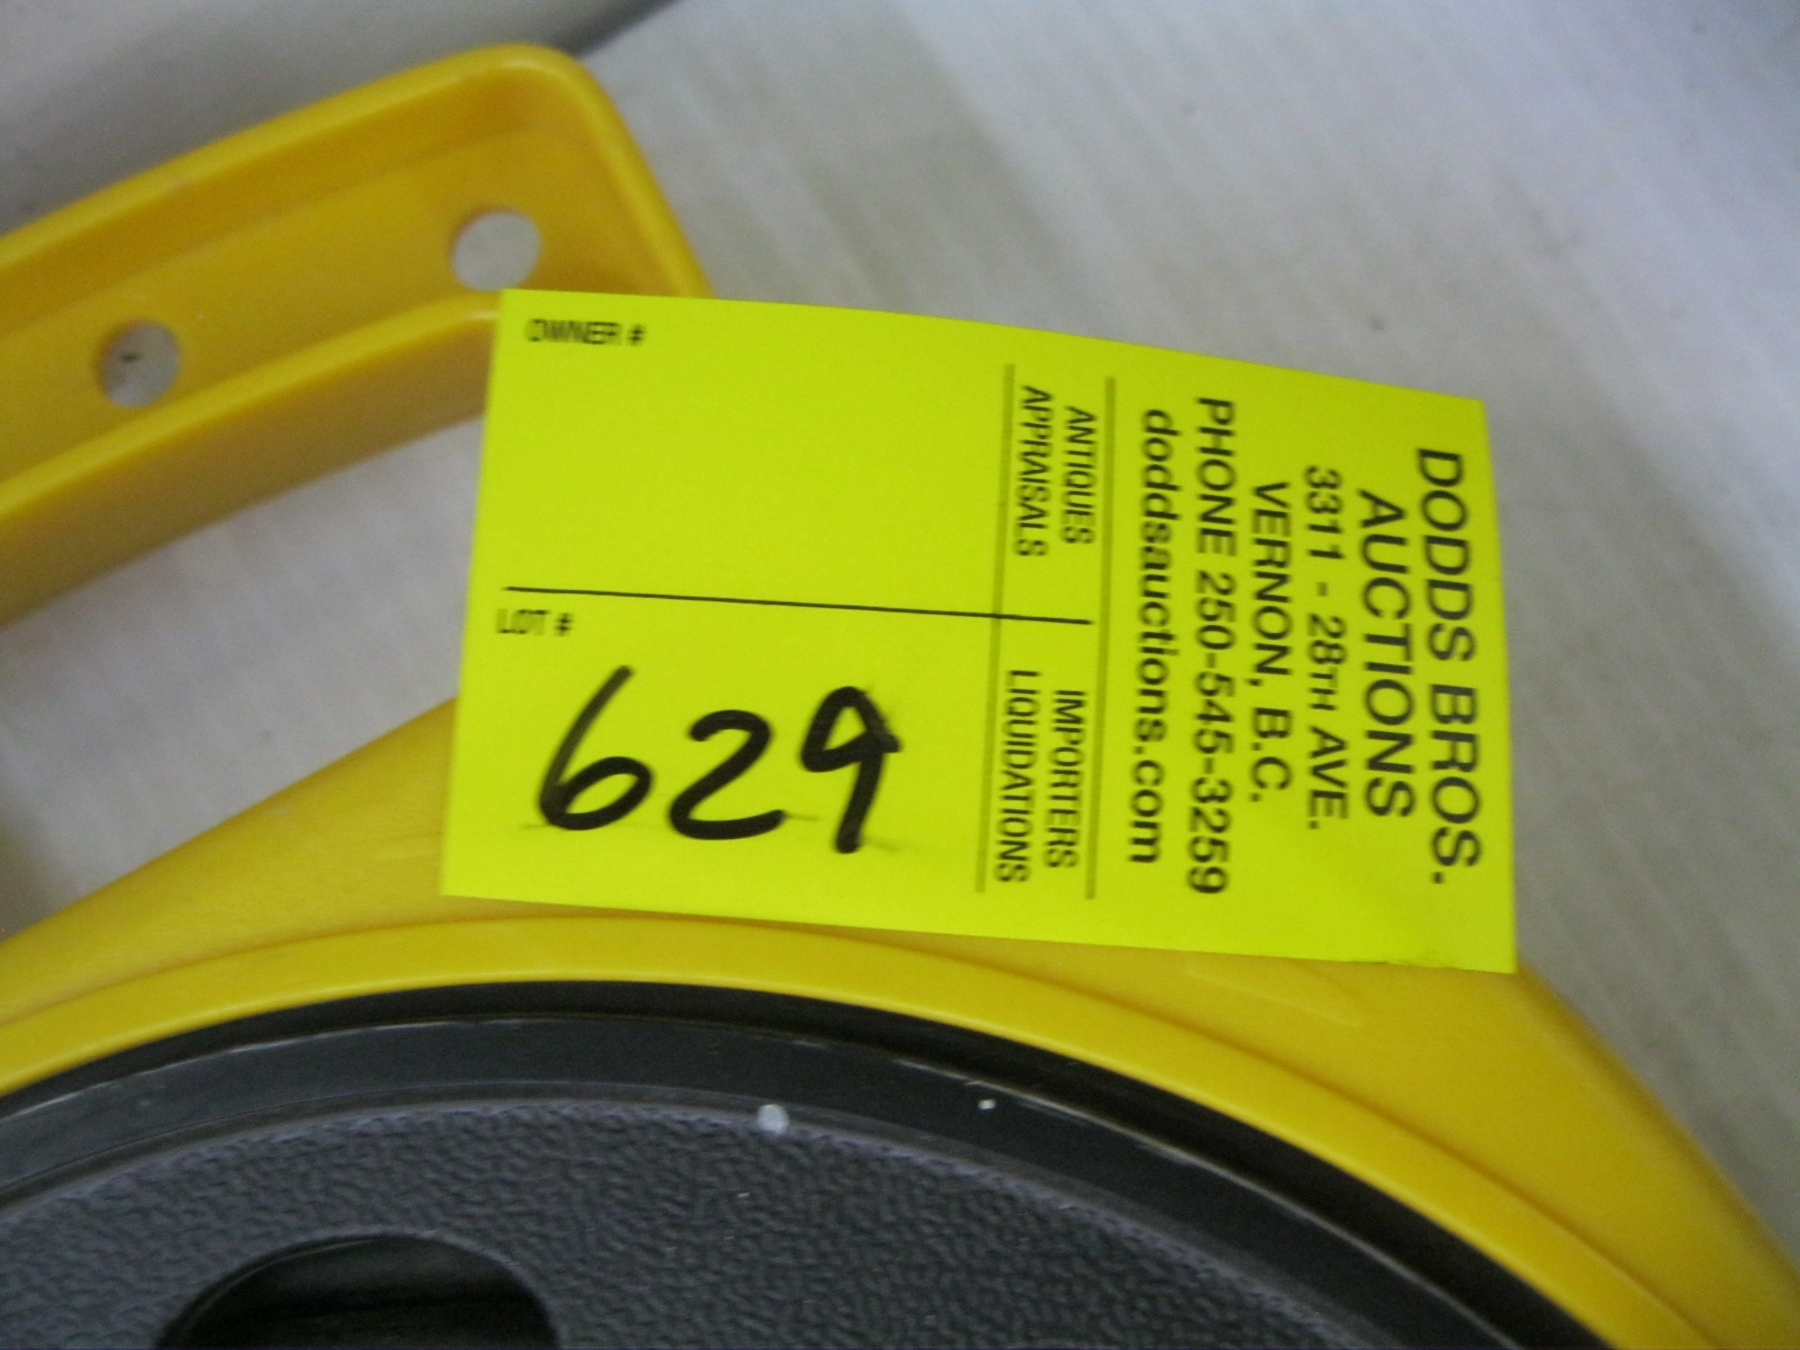 OWNER #
LOT #
629
DODDS BROS.
AUCTIONS
3311 - 28TH AVE.
VERNON, B.C.
PHONE 250-545-3259
doddsauctions.com
ANTIQUES IMPORTERS
APPRAISALS LIQUIDATIONS